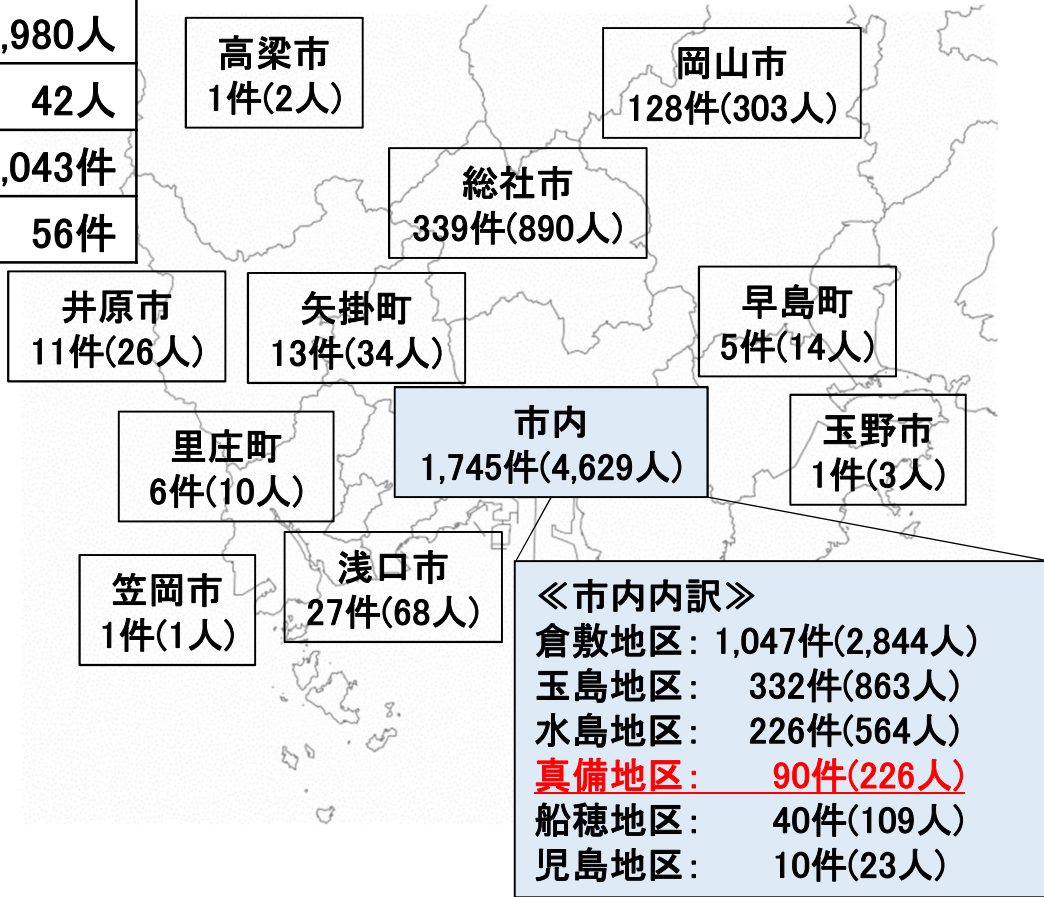 ,980人
42人
,043件
56件
高梁市
1件(2人)
岡山市
128件(303人)
総社市
339件(890人)
井原市
11件(26人)
矢掛町
13件(34人)
早島町
5件(14人)
市内
1,745件(4,629人)
里庄町
6件(10人)
玉野市
1件(3人)
笠岡市
1件(1人)
浅口市
27件(68人)
≪市内内訳≫
倉敷地区: 1,047件(2,844人)
玉島地区: 332件(863人)
水島地区: 226件(564人)
真備地区: 90件(226人)
船穂地区: 40件(109人)
児島地区: 10件(23人)